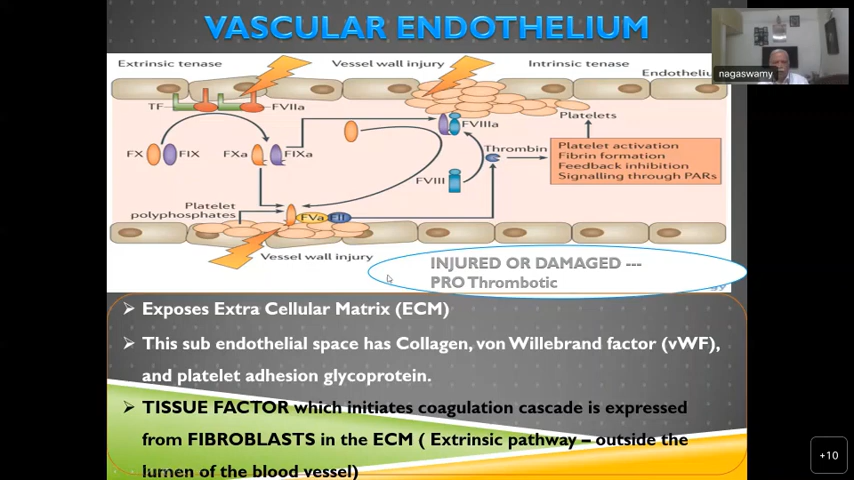 VASCULAR ENDOTHELIUM
Extrinsic tenase
Vessel wall injury
Intrinsic tenase
nagaswamy
TF
FVIIa
Platelets
FX
FIX
FXa
FIXa
FVIIIa
FVIII
Thrombin
Platelet activation
Fibrin formation
Feedback inhibition
Signalling through PARs
Platelet
polyphosphates
FVa
FII
Vessel wall injury
INJURED OR DAMAGED ---
PRO Thrombotic
➢ Exposes Extra Cellular Matrix (ECM)
➢ This sub endothelial space has Collagen, von Willebrand factor (vWF),
and platelet adhesion glycoprotein.
➢ TISSUE FACTOR which initiates coagulation cascade is expressed
from FIBROBLASTS in the ECM ( Extrinsic pathway – outside the
lumen of the blood vessel)
+10